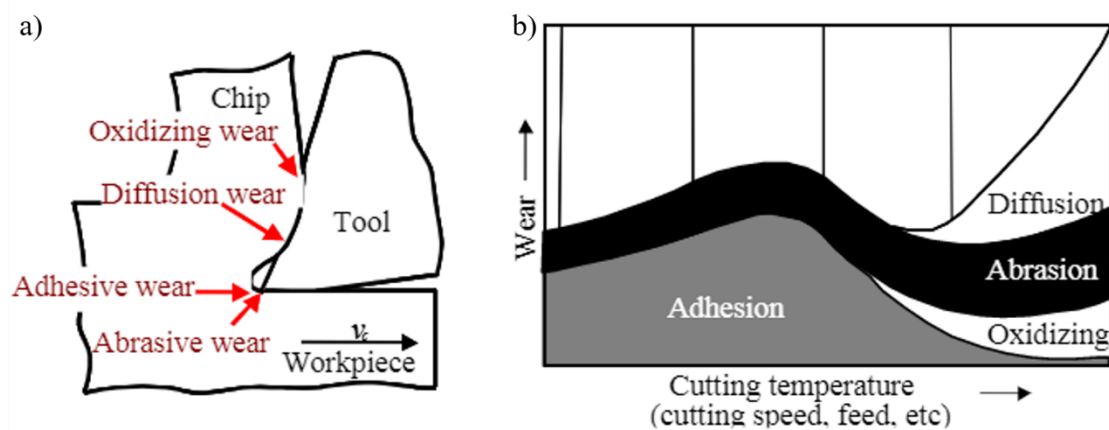 a)
Chip
Oxidizing wear
Diffusion wear
Tool
Adhesive wear
Abrasive wear
vc
Workpiece
b)
Wear
Diffusion
Abrasion
Adhesion
Oxidizing
Cutting temperature
(cutting speed, feed, etc)